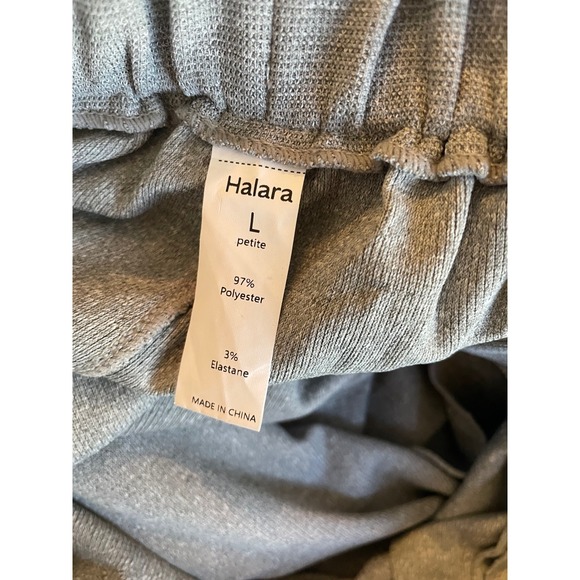 Halara
L
petite
97%
Polyester
3%
Elastane
MADE IN CHINA